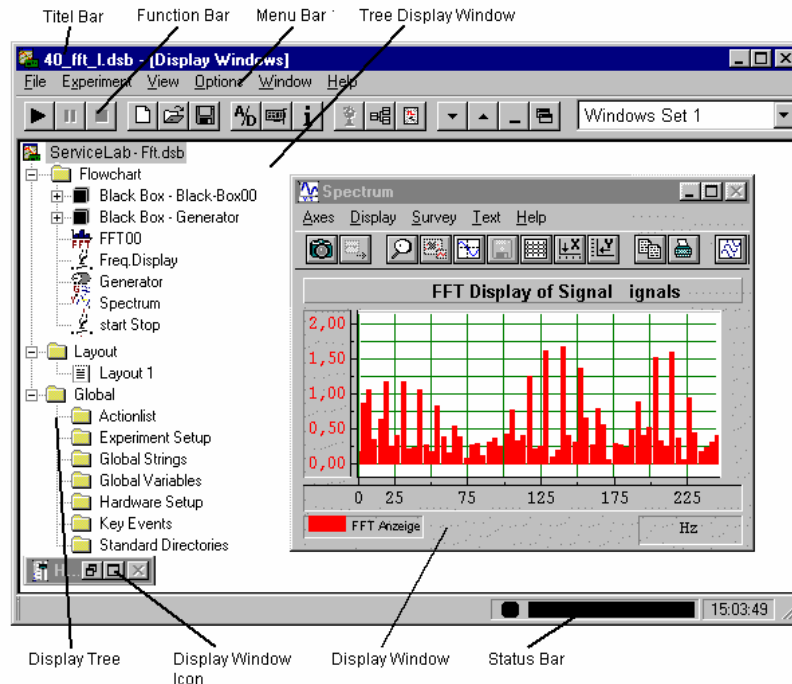 Titel Bar Function Bar Menu Bar Tree Display Window
40_fft_l.dsb - [Display Windows]
File Experiment View Options Window Help
A/D i Windows Set 1
ServiceLab - Fft.dsb
Flowchart
Black Box - Black-Box00
Black Box - Generator
FFT00
Freq.Display
Generator
Spectrum
start Stop
Layout
Layout 1
Global
Actionlist
Experiment Setup
Global Strings
Global Variables
Hardware Setup
Key Events
Standard Directories
H...
Spectrum
Axes Display Survey Text Help
X Y
FFT Display of Signal ignals
2,00
1,50
1,00
0,50
0,00
0 25 75 125 175 225
FFT Anzeige Hz
15:03:49
Display Tree Display Window Icon Display Window Status Bar